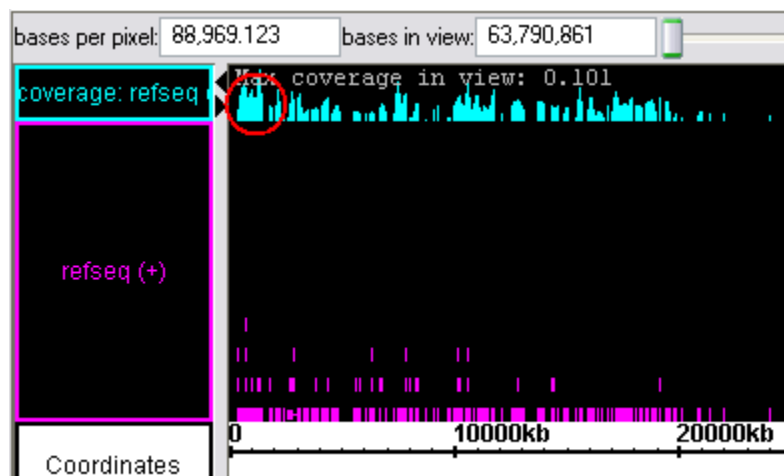 bases per pixel: 88,969.123 bases in view: 63,790,861
Max coverage in view: 0.101
coverage: refseq
refseq (+)
0 10000kb 20000kb
Coordinates